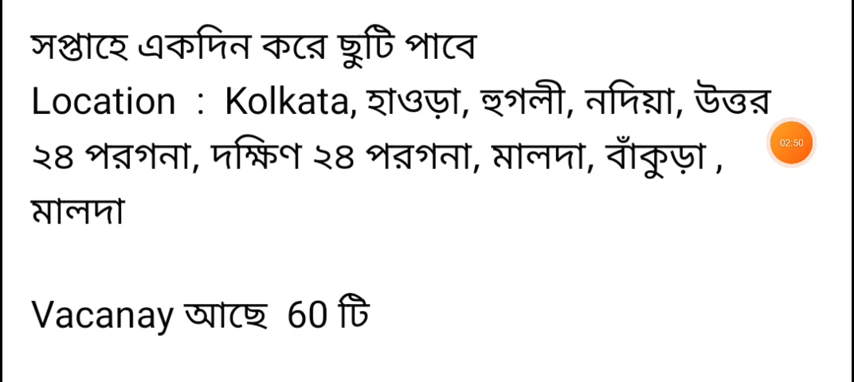 সপ্তাহে একদিন করে ছুটি পাবে
Location : Kolkata, হাওড়া, হুগলী, নদিয়া, উত্তর
২৪ পরগনা, দক্ষিণ ২৪ পরগনা, মালদা, বাঁকুড়া ,
02:50
মালদা
Vacanay আছে 60 টি